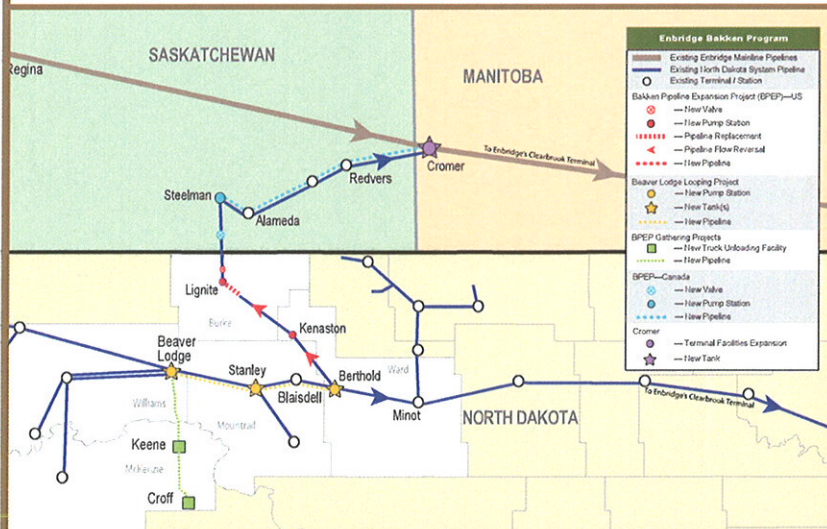 SASKATCHEWAN
Regina
MANITOBA
To Enbridge's Clearbrook Terminal
Cromer
Redvers
Steelman
Alameda
Lignite
Burke
Kenaston
Beaver
Lodge
Stanley
Blaisdell
Berthold
Ward
Minot
NORTH DAKOTA
To Enbridge's Clearbrook Terminal
Williams
Mountrail
Keene
McKenzie
Croff
Enbridge Bakken Program
Existing Enbridge Mainline Pipelines
Existing North Dakota System Pipeline
Existing Terminal / Station
Bakken Pipeline Expansion Project (BPEP)—US
— New Valve
— New Pump Station
— Pipeline Replacement
— Pipeline Flow Reversal
— New Pipeline
Beaver Lodge Looping Project
— New Pump Station
— New Tank(s)
— New Pipeline
BPEP Gathering Projects
— New Truck Unloading Facility
— New Pipeline
BPEP—Canada
— New Valve
— New Pump Station
— New Pipeline
Cromer
— Terminal Facilities Expansion
— New Tank